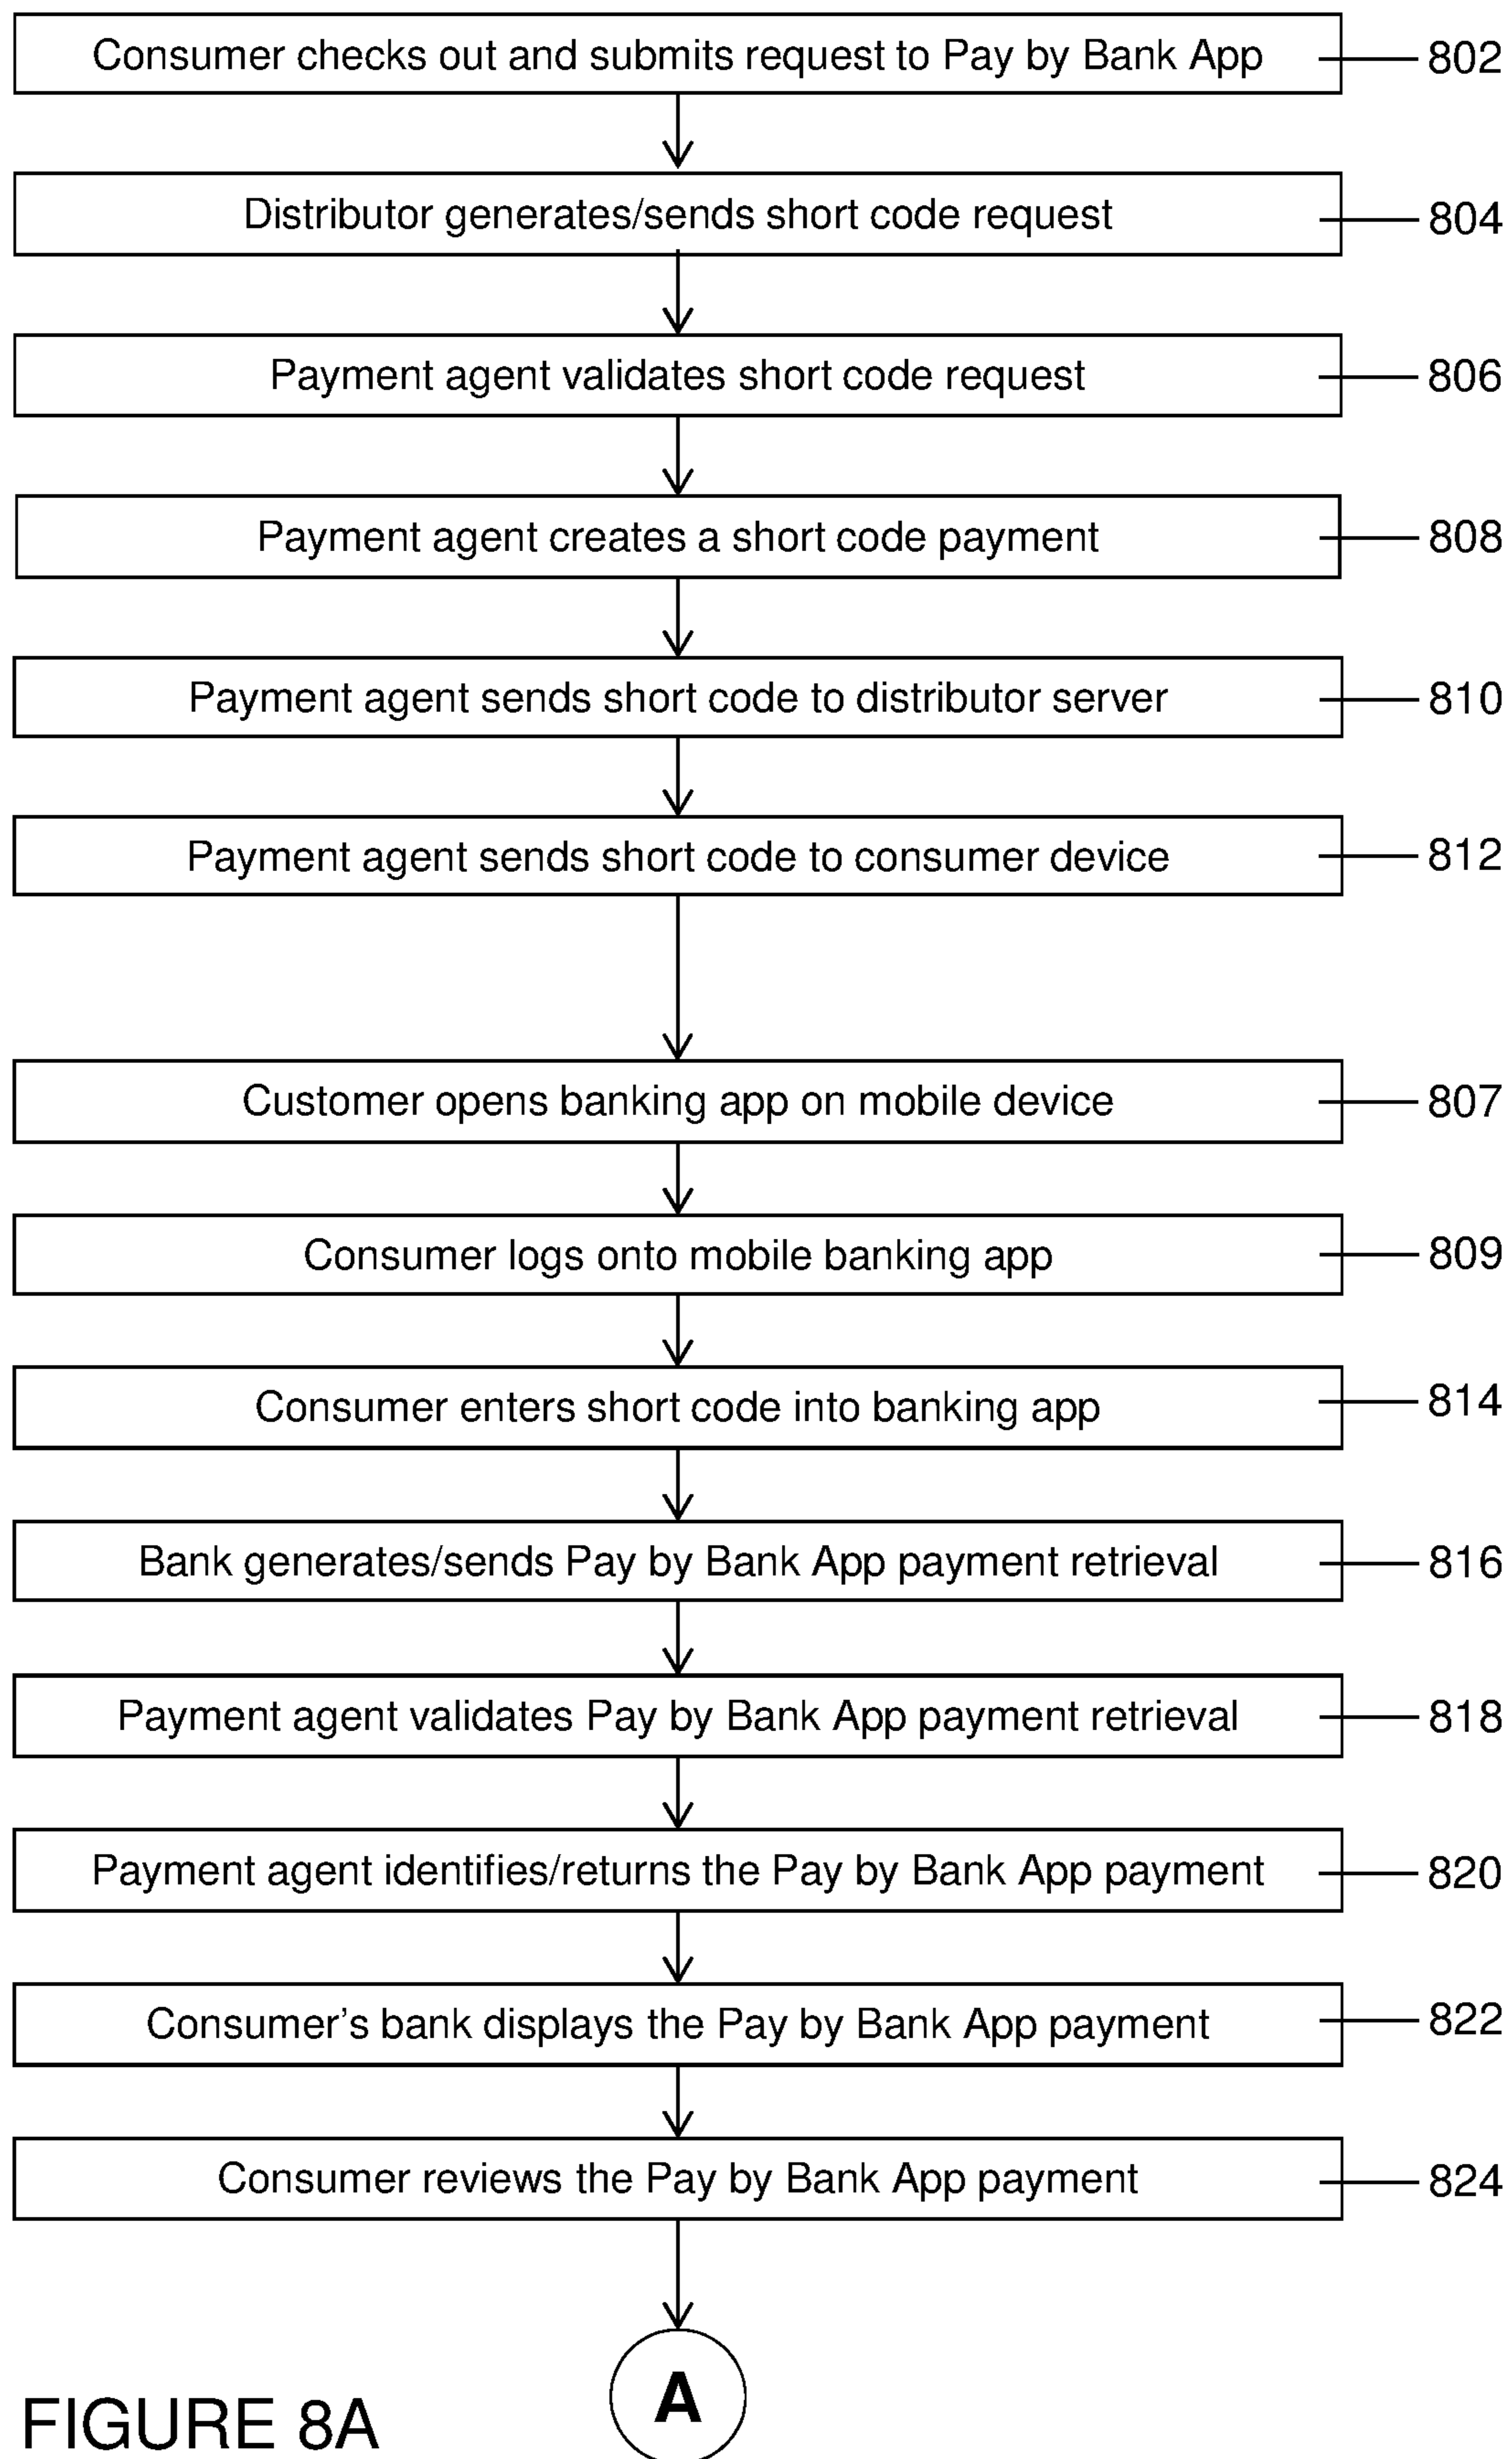 Consumer checks out and submits request to Pay by Bank App 802
Distributor generates/sends short code request 804
Payment agent validates short code request 806
Payment agent creates a short code payment 808
Payment agent sends short code to distributor server 810
Payment agent sends short code to consumer device 812
Customer opens banking app on mobile device 807
Consumer logs onto mobile banking app 809
Consumer enters short code into banking app 814
Bank generates/sends Pay by Bank App payment retrieval 816
Payment agent validates Pay by Bank App payment retrieval 818
Payment agent identifies/returns the Pay by Bank App payment 820
Consumer's bank displays the Pay by Bank App payment 822
Consumer reviews the Pay by Bank App payment 824
A
FIGURE 8A